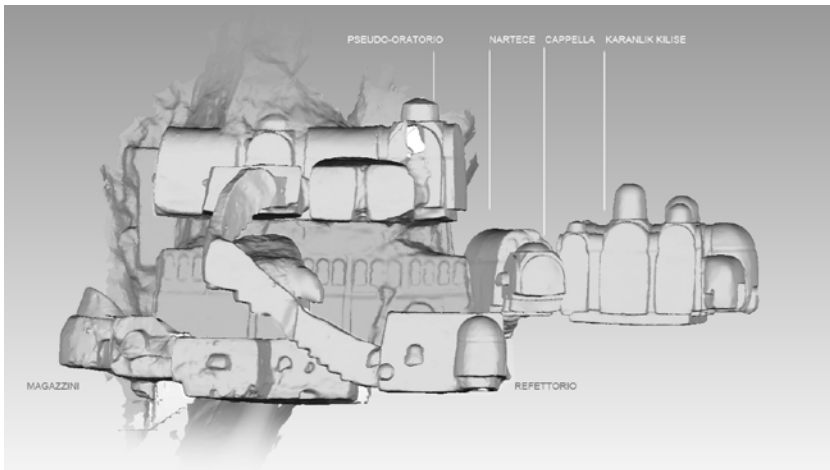 PSEUDO-ORATORIO NARTECE CAPPELLA KARANLIK KILISE
MAGAZZINI REFETTORIO